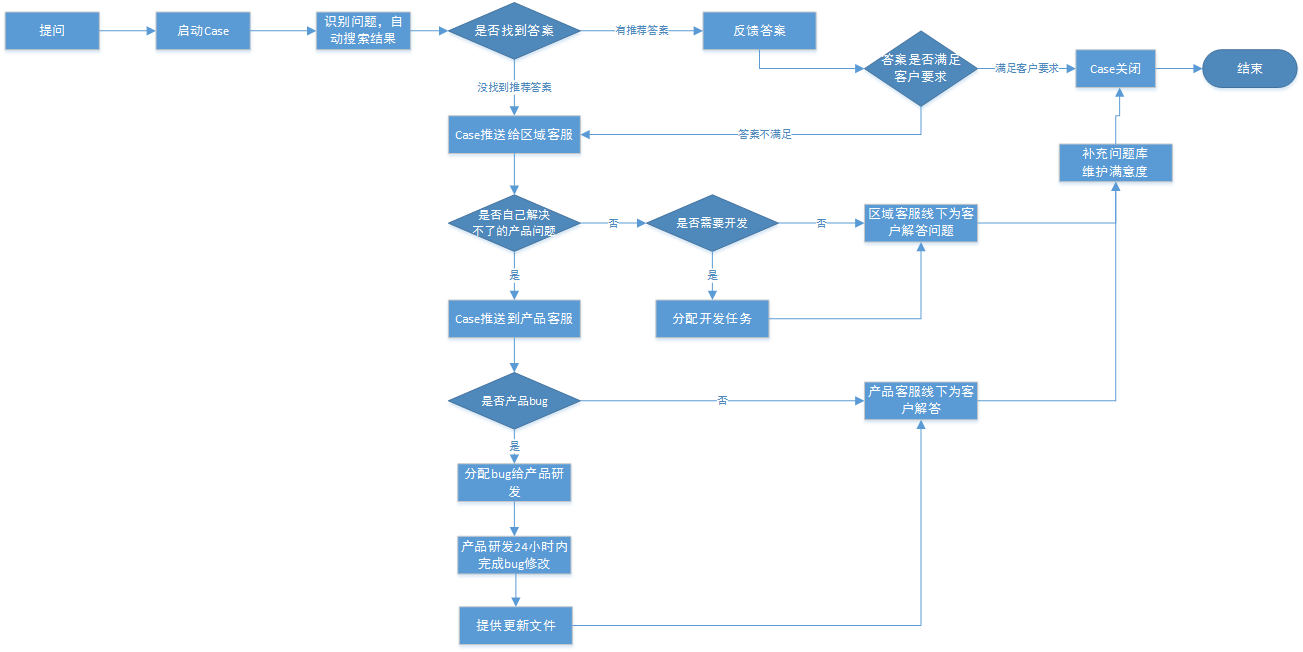 提问
启动Case
识别问题，自
动搜索结果
是否找到答案
有推荐答案
反馈答案
答案是否满足
客户要求
满足客户要求
Case关闭
结束
没找到推荐答案
Case推送给区域客服
答案不满足
补充问题库
维护满意度
是否自己解决
不了的产品问题
否
是否需要开发
否
区域客服线下为客
户解答问题
是
是
Case推送到产品客服
分配开发任务
是否产品bug
否
产品客服线下为客
户解答
是
分配bug给产品研
发
产品研发24小时内
完成bug修改
提供更新文件